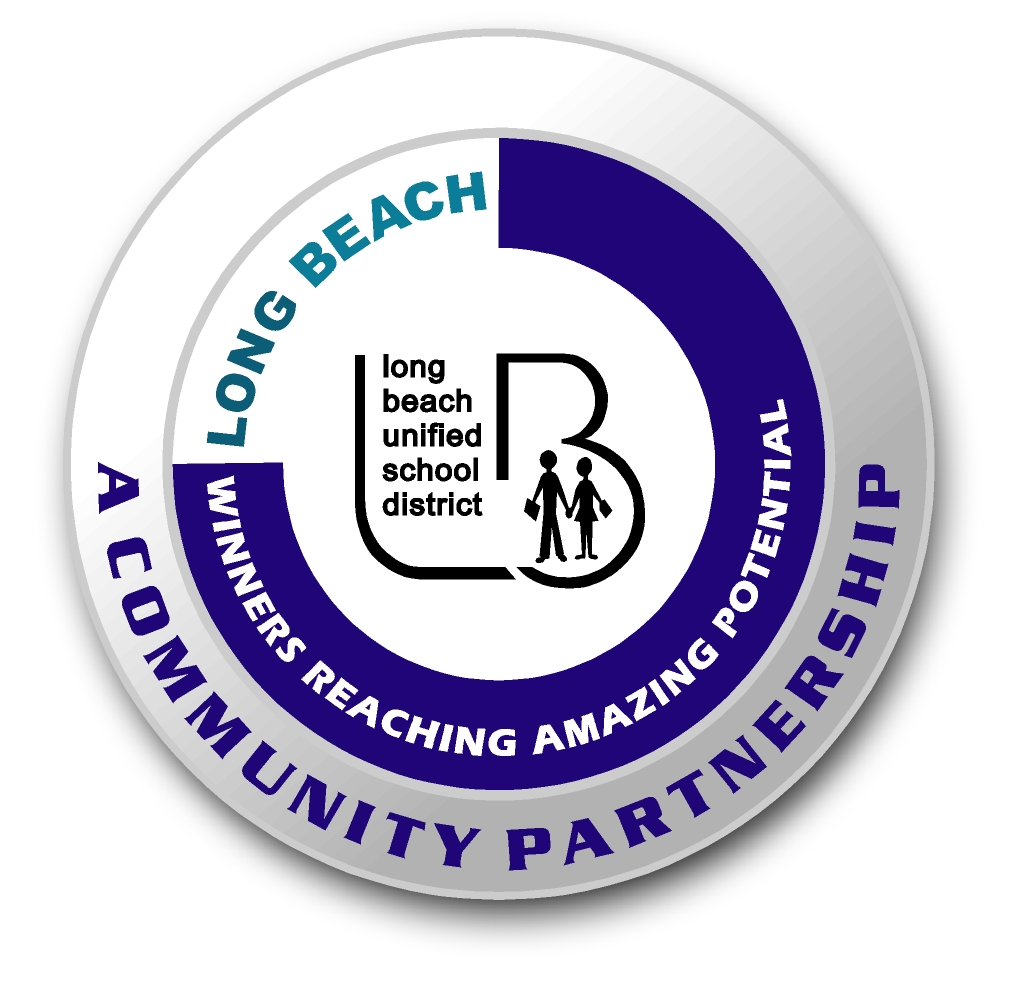 LONG BEACH
long
beach
unified
school
district
WINNERS REACHING AMAZING POTENTIAL
A COMMUNITY PARTNERSHIP